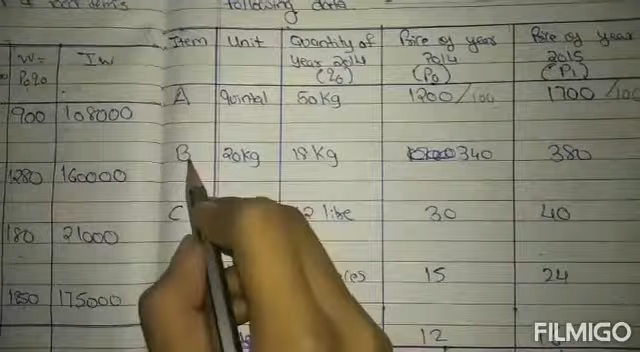 following data
W= IW
P0q0
900 108000
1280 160000
180 21000
1850 175000
Item Unit Quantity of Price of year Price of year
year 2014 2014 2015
(q0) (P0) (P1)
A quintal 50kg 1200/100 1700/100
B 20kg 18kg 340 380
C 30 40
15 24
12
FILMIGO